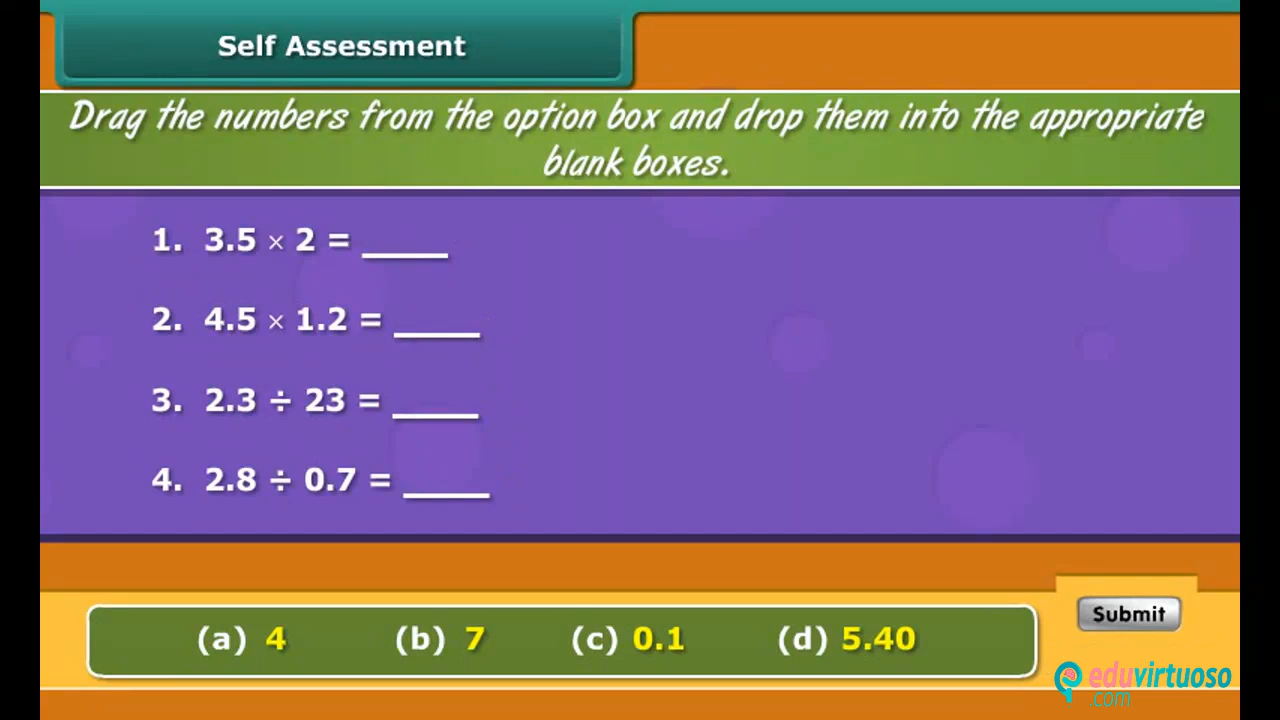 Self Assessment
Drag the numbers from the option box and drop them into the appropriate
blank boxes.
1. 3.5 × 2 = _____
2. 4.5 × 1.2 = _____
3. 2.3 ÷ 23 = _____
4. 2.8 ÷ 0.7 = _____
(a) 4 (b) 7 (c) 0.1 (d) 5.40
Submit
eduvirtuoso
.com